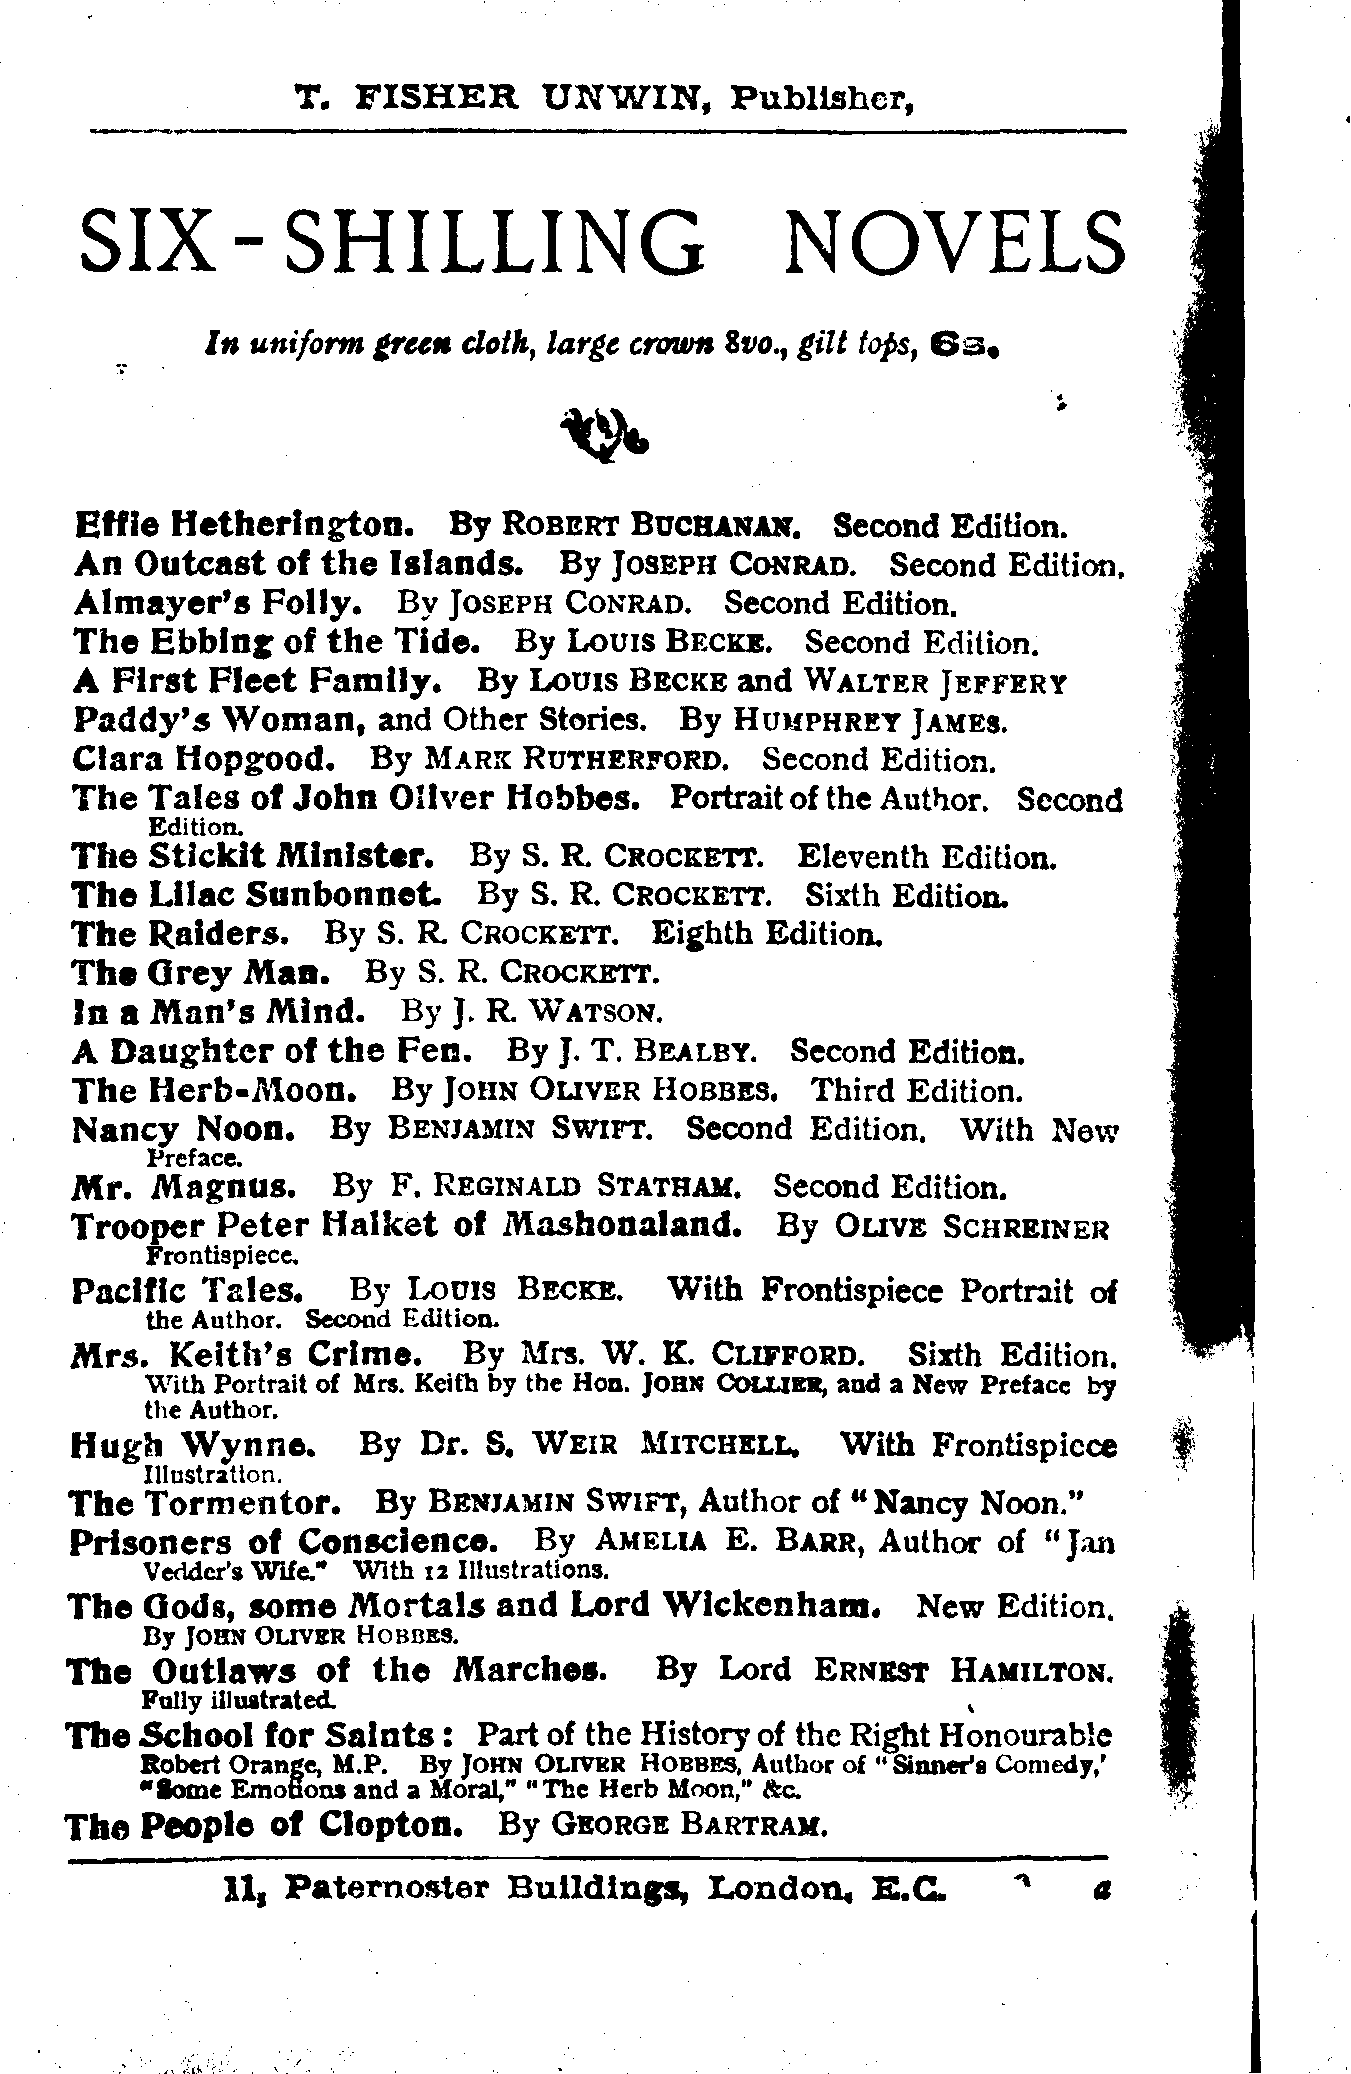 T. FISHER UNWIN, Publisher,
SIX-SHILLING NOVELS
In uniform green cloth, large crown 8vo., gilt tops, 6s.
Effie Hetherington. By ROBERT BUCHANAN. Second Edition.
An Outcast of the Islands. By JOSEPH CONRAD. Second Edition.
Almayer's Folly. By JOSEPH CONRAD. Second Edition.
The Ebbing of the Tide. By LOUIS BECKE. Second Edition.
A First Fleet Family. By LOUIS BECKE and WALTER JEFFERY
Paddy's Woman, and Other Stories. By HUMPHREY JAMES.
Clara Hopgood. By MARK RUTHERFORD. Second Edition.
The Tales of John Oliver Hobbes. Portrait of the Author. Second
Edition.
The Stickit Minister. By S. R. CROCKETT. Eleventh Edition.
The Lilac Sunbonnet. By S. R. CROCKETT. Sixth Edition.
The Raiders. By S. R. CROCKETT. Eighth Edition.
The Grey Man. By S. R. CROCKETT.
In a Man's Mind. By J. R. WATSON.
A Daughter of the Fen. By J. T. BEALBY. Second Edition.
The Herb-Moon. By JOHN OLIVER HOBBES. Third Edition.
Nancy Noon. By BENJAMIN SWIFT. Second Edition. With New
Preface.
Mr. Magnus. By F. REGINALD STATHAM. Second Edition.
Trooper Peter Halket of Mashonaland. By OLIVE SCHREINER
Frontispiece.
Pacific Tales. By LOUIS BECKE. With Frontispiece Portrait of
the Author. Second Edition.
Mrs. Keith's Crime. By Mrs. W. K. CLIFFORD. Sixth Edition.
With Portrait of Mrs. Keith by the Hon. JOHN COLLIER, and a New Preface by
the Author.
Hugh Wynne. By Dr. S. WEIR MITCHELL. With Frontispiece
Illustration.
The Tormentor. By BENJAMIN SWIFT, Author of "Nancy Noon."
Prisoners of Conscience. By AMELIA E. BARR, Author of "Jan
Vedder's Wife." With 12 Illustrations.
The Gods, some Mortals and Lord Wickenham. New Edition.
By JOHN OLIVER HOBBES.
The Outlaws of the Marches. By Lord ERNEST HAMILTON.
Fully illustrated.
The School for Saints: Part of the History of the Right Honourable
Robert Orange, M.P. By JOHN OLIVER HOBBES, Author of "Sinner's Comedy,'
"Some Emotions and a Moral," "The Herb Moon," &c.
The People of Clopton. By GEORGE BARTRAM.
11, Paternoster Buildings, London, E.C. a